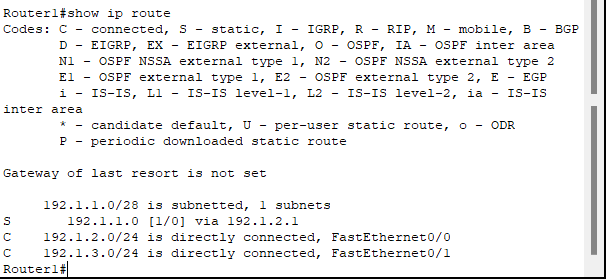 Router1#show ip route
Codes: C - connected, S - static, I - IGRP, R - RIP, M - mobile, B - BGP
       D - EIGRP, EX - EIGRP external, O - OSPF, IA - OSPF inter area
       N1 - OSPF NSSA external type 1, N2 - OSPF NSSA external type 2
       E1 - OSPF external type 1, E2 - OSPF external type 2, E - EGP
       i - IS-IS, L1 - IS-IS level-1, L2 - IS-IS level-2, ia - IS-IS
inter area
       * - candidate default, U - per-user static route, o - ODR
       P - periodic downloaded static route
Gateway of last resort is not set
     192.1.1.0/28 is subnetted, 1 subnets
S       192.1.1.0 [1/0] via 192.1.2.1
C    192.1.2.0/24 is directly connected, FastEthernet0/0
C    192.1.3.0/24 is directly connected, FastEthernet0/1
Router1#